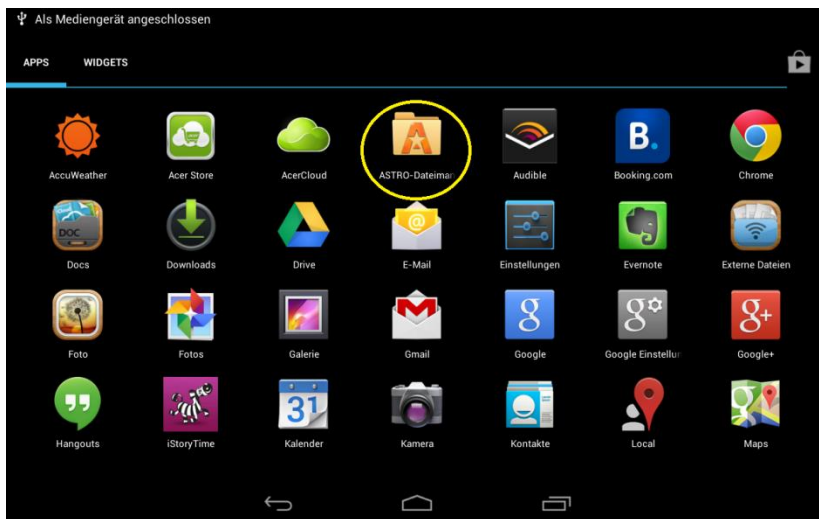 Als Mediengerät angeschlossen
APPS WIDGETS
AccuWeather Acer Store AcerCloud ASTRO-Dateiman Audible Booking.com Chrome
B.
DOC
Docs Downloads Drive E-Mail Einstellungen Evernote Externe Dateien
@
Foto Fotos Galerie Gmail Google Google Einstellun Google+
g g g+
31
Hangouts iStoryTime Kalender Kamera Kontakte Local Maps